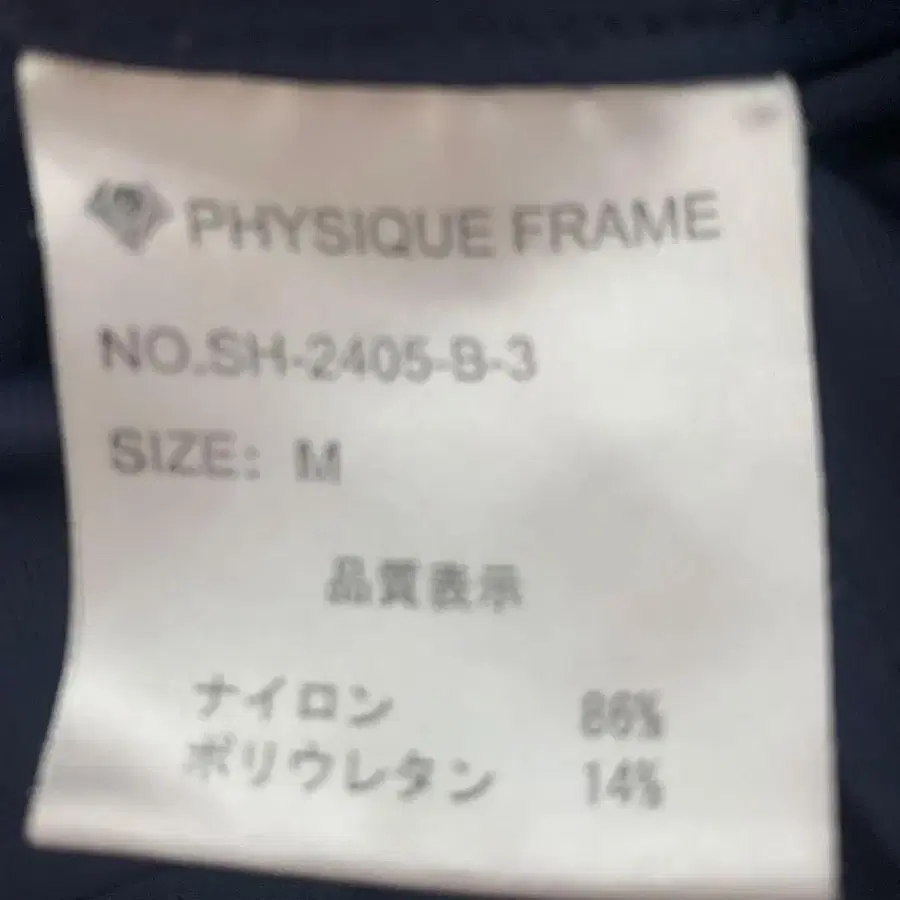 PHYSIQUE FRAME
NO.SH-2405-B-3
SIZE: M
品質表示
ナイロン 86%
ポリウレタン 14%